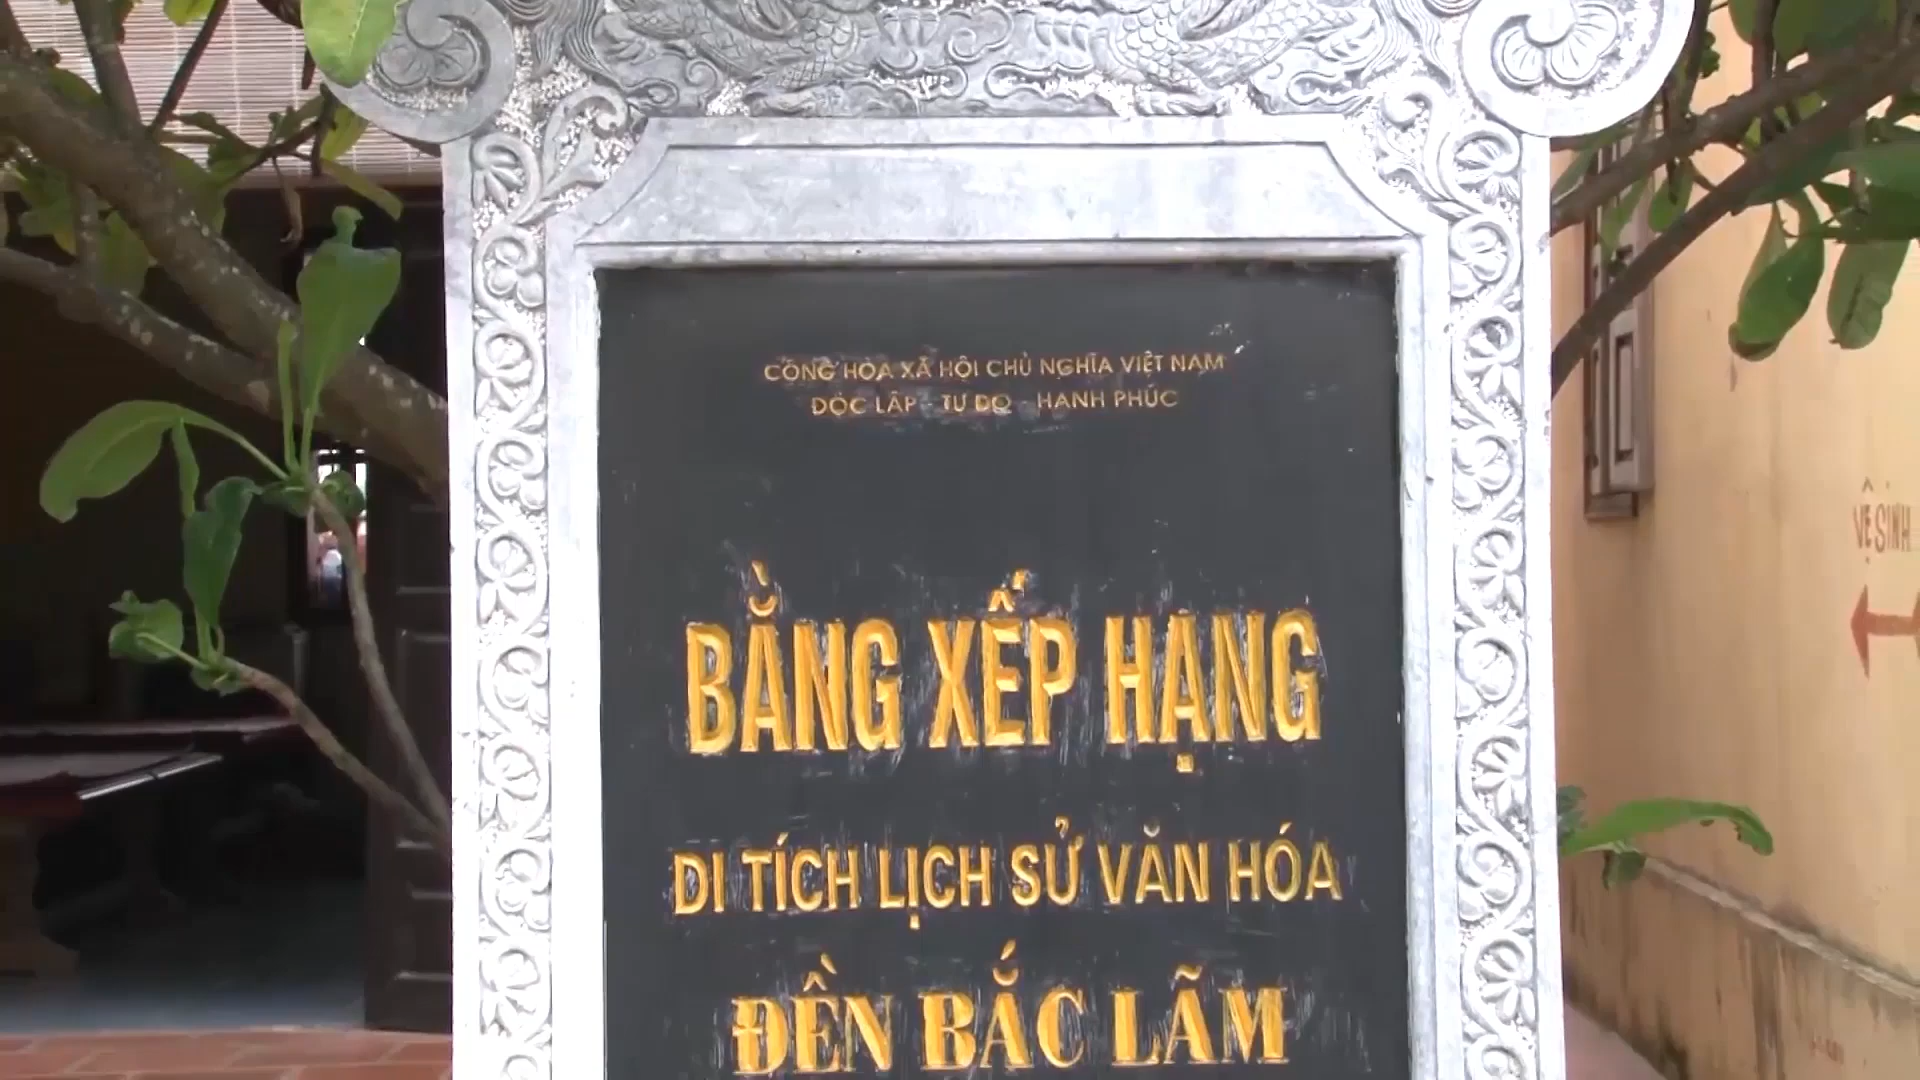 CỘNG HÒA XÃ HỘI CHỦ NGHĨA VIỆT NAM
ĐỘC LẬP - TỰ DO - HẠNH PHÚC
BẰNG XẾP HẠNG
DI TÍCH LỊCH SỬ VĂN HÓA
ĐỀN BẮC LÃM
VỆ SINH